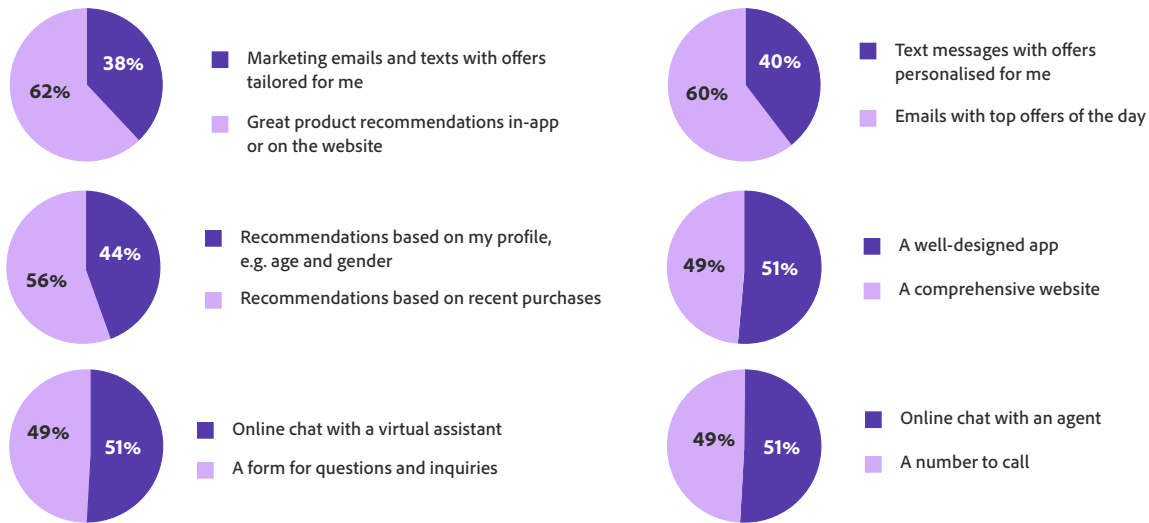 38%
62%
Marketing emails and texts with offers
tailored for me
Great product recommendations in-app
or on the website
40%
60%
Text messages with offers
personalised for me
Emails with top offers of the day
44%
56%
Recommendations based on my profile,
e.g. age and gender
Recommendations based on recent purchases
49%
51%
A well-designed app
A comprehensive website
49%
51%
Online chat with a virtual assistant
A form for questions and inquiries
49%
51%
Online chat with an agent
A number to call